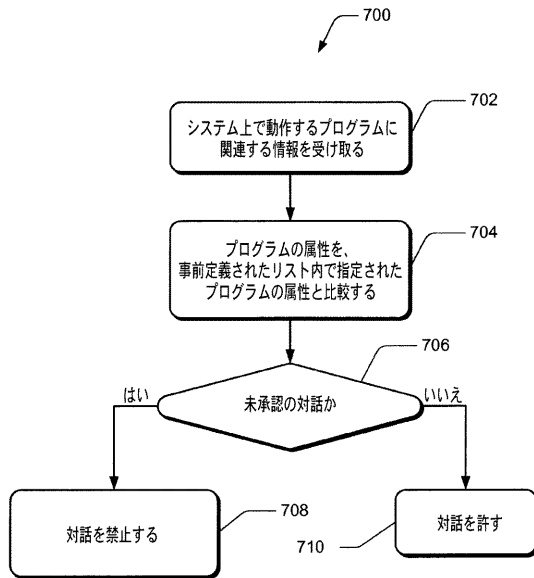 700
702
システム上で動作するプログラムに
関連する情報を受け取る
704
プログラムの属性を、
事前定義されたリスト内で指定された
プログラムの属性と比較する
706
はい
未承認の対話か
いいえ
対話を禁止する
708
710
対話を許す